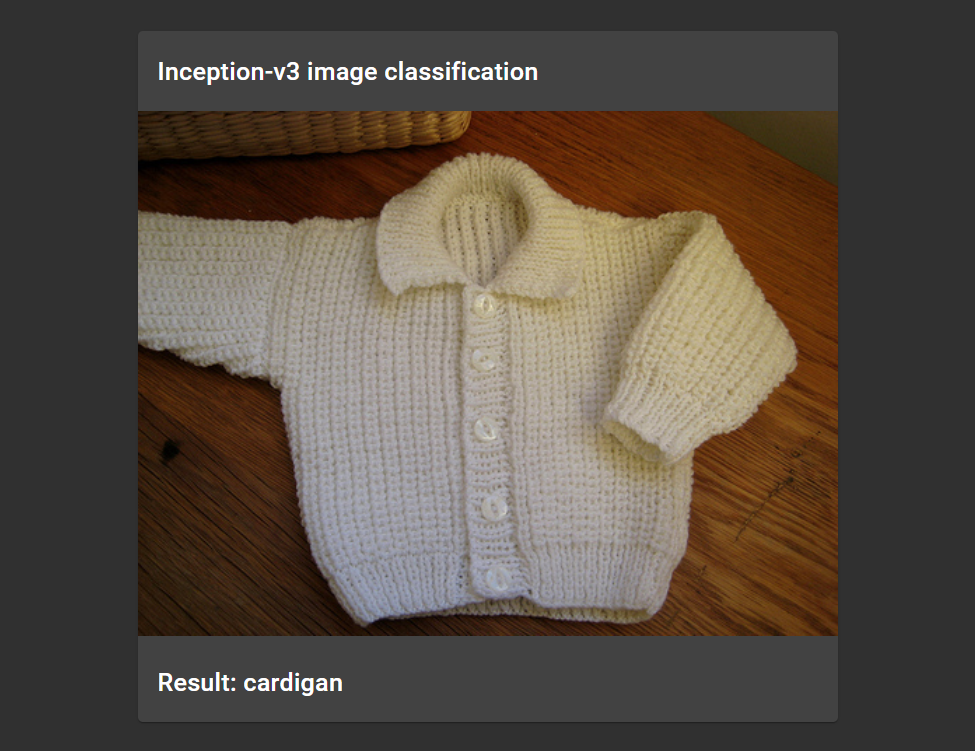 Inception-v3 image classification
Result: cardigan